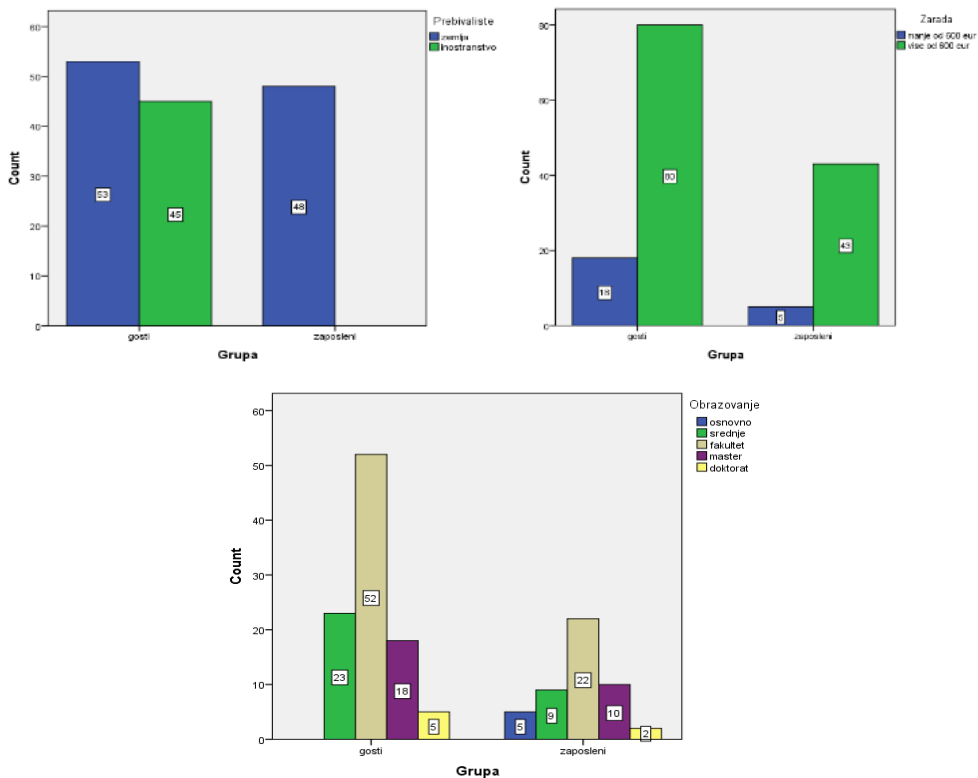 Prebivaliste
zemlja
inostranstvo
Count
60
50
40
30
20
10
0
53
45
48
gosti
zaposleni
Grupa
Zarada
manje od 600 eur
vise od 600 eur
Count
80
60
40
20
0
18
80
5
43
gosti
zaposleni
Grupa
Obrazovanje
osnovno
srednje
fakultet
master
doktorat
Count
60
50
40
30
20
10
0
23
52
18
5
5
9
22
10
2
gosti
zaposleni
Grupa